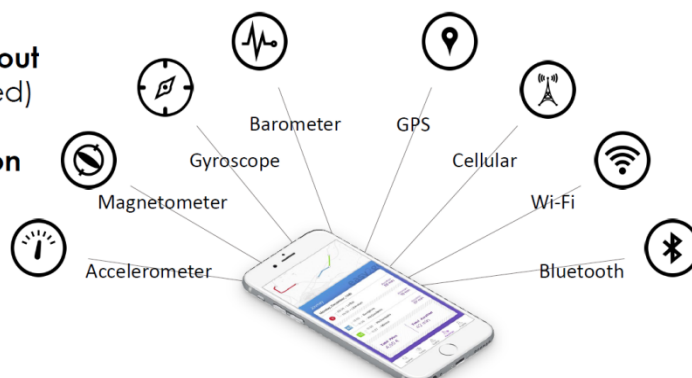 out
ed)
on
Barometer
GPS
Gyroscope
Cellular
Magnetometer
Wi-Fi
Accelerometer
Bluetooth